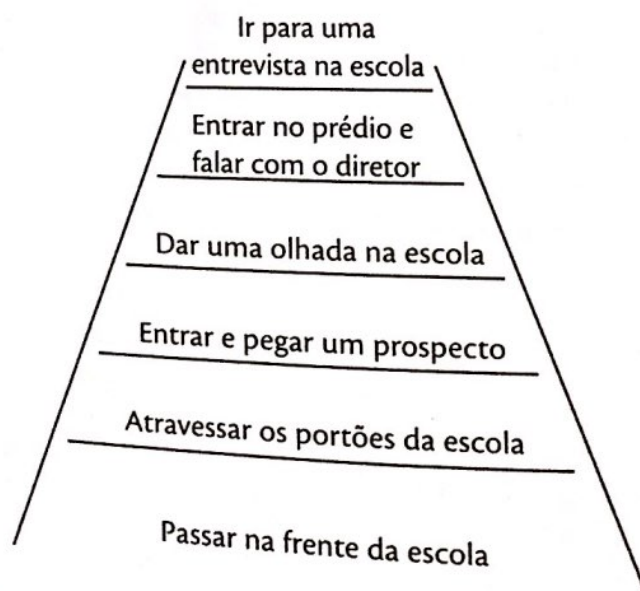 Ir para uma
entrevista na escola
Entrar no prédio e
falar com o diretor
Dar uma olhada na escola
Entrar e pegar um prospecto
Atravessar os portões da escola
Passar na frente da escola